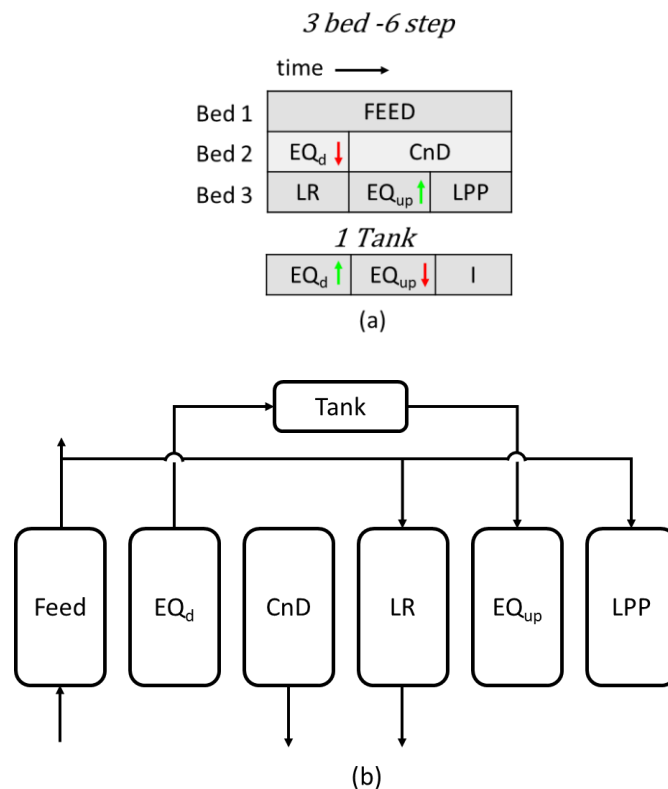 3 bed -6 step
time
Bed 1 FEED
Bed 2 EQd CnD
Bed 3 LR EQup LPP
1 Tank
EQd EQup I
(a)
Tank
Feed EQd CnD LR EQup LPP
(b)